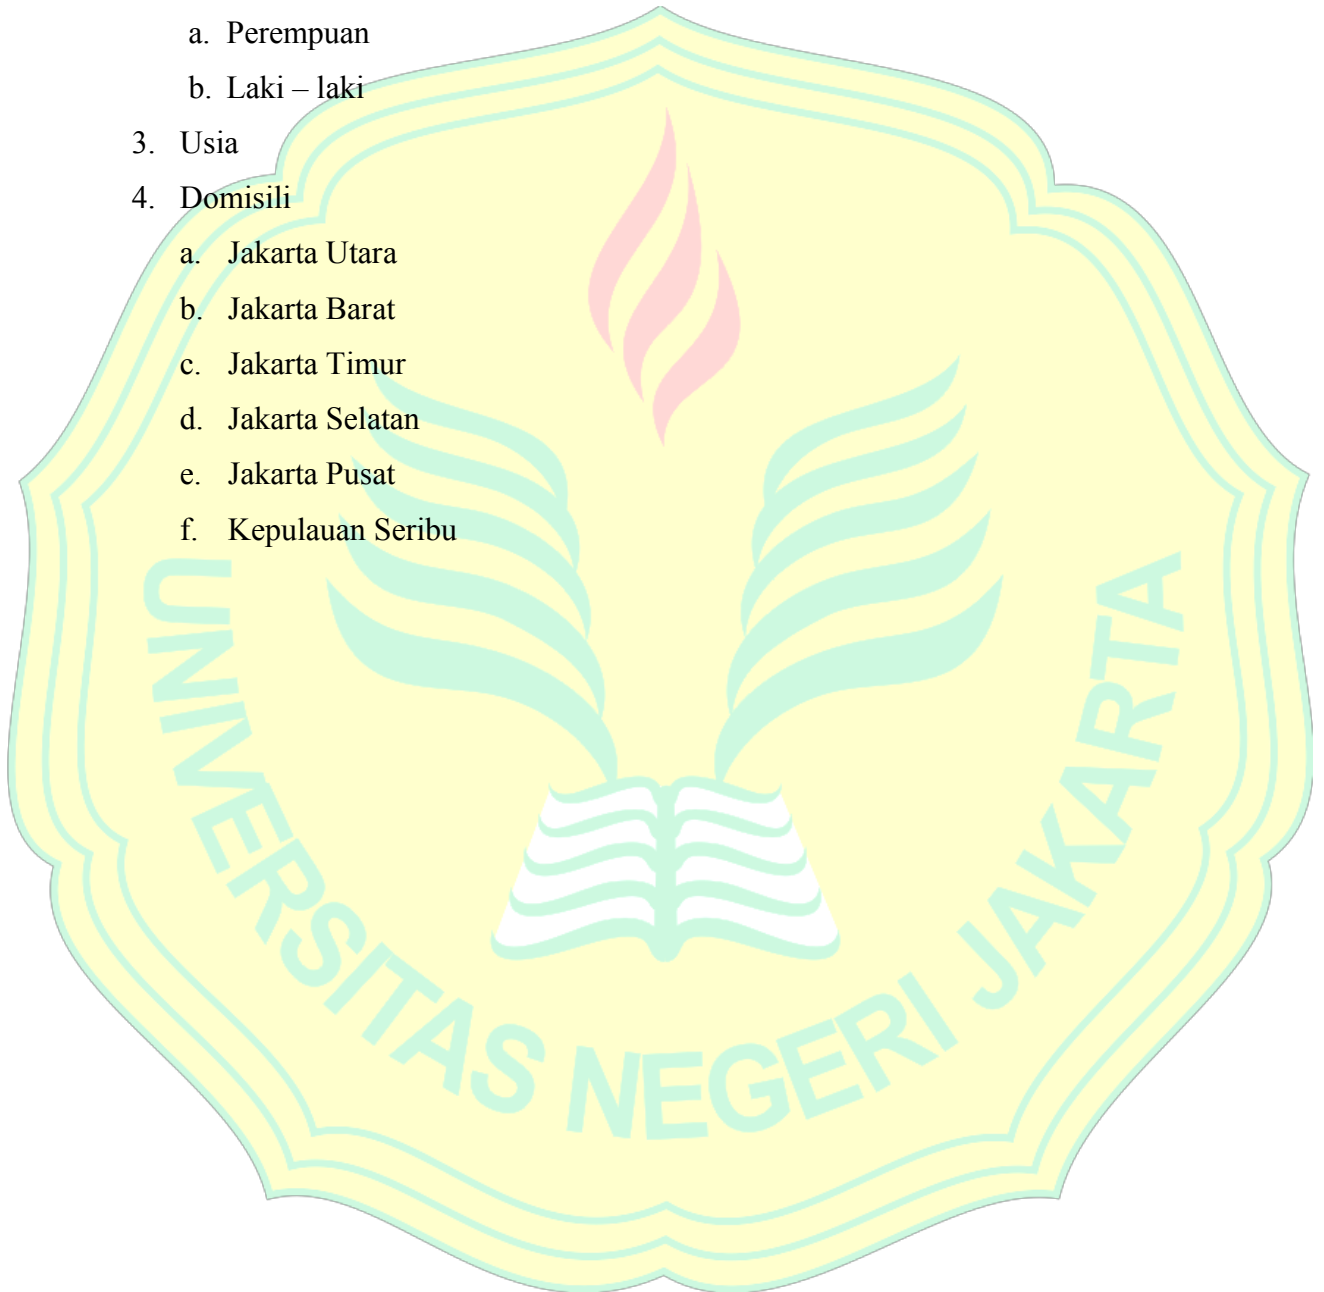 a. Perempuan
b. Laki – laki
3. Usia
4. Domisili
a. Jakarta Utara
b. Jakarta Barat
c. Jakarta Timur
d. Jakarta Selatan
e. Jakarta Pusat
f. Kepulauan Seribu
UNIVERSITAS NEGERI JAKARTA